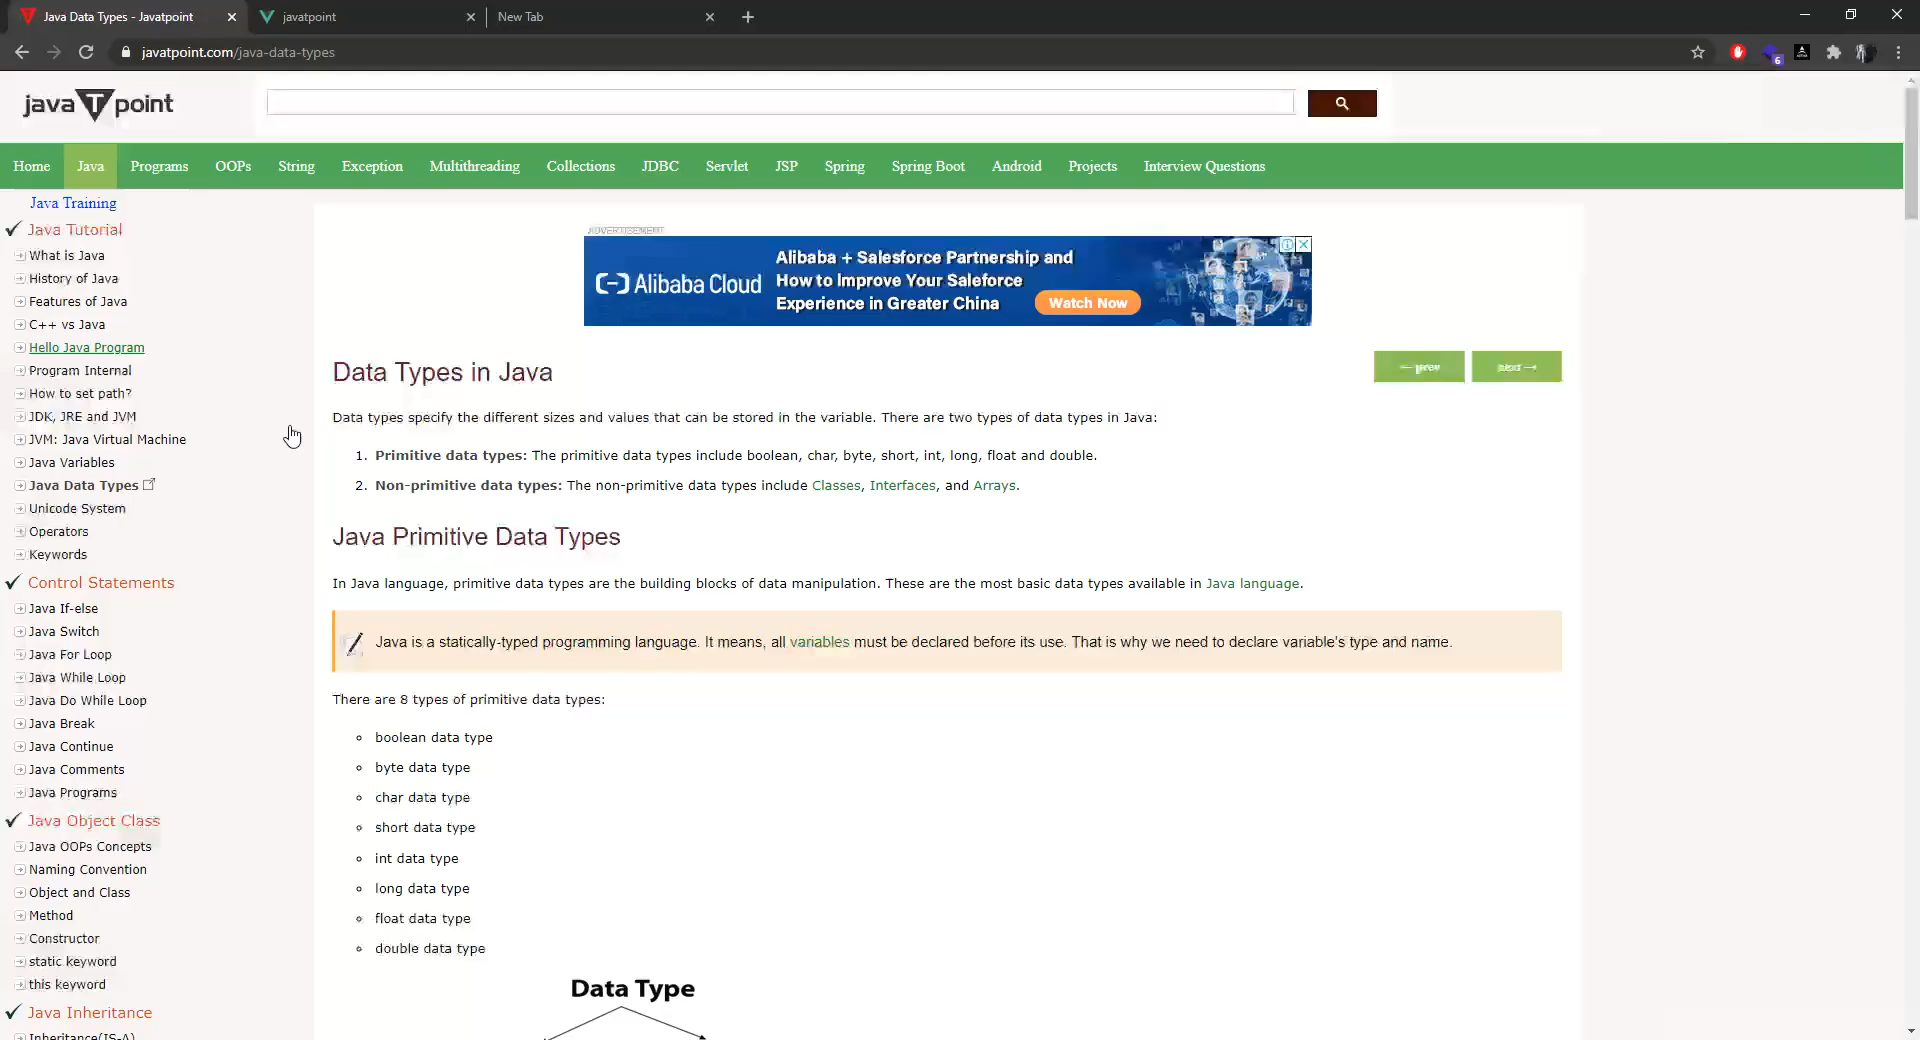 Java Data Types - Javatpoint
javatpoint
New Tab
javatpoint.com/java-data-types
6
java T point
Home Java Programs OOPs String Exception Multithreading Collections JDBC Servlet JSP Spring Spring Boot Android Projects Interview Questions
Java Training
Java Tutorial
What is Java
History of Java
Features of Java
C++ vs Java
Hello Java Program
Program Internal
How to set path?
JDK, JRE and JVM
JVM: Java Virtual Machine
Java Variables
Java Data Types
Unicode System
Operators
Keywords
Control Statements
Java If-else
Java Switch
Java For Loop
Java While Loop
Java Do While Loop
Java Break
Java Continue
Java Comments
Java Programs
Java Object Class
Java OOPs Concepts
Naming Convention
Object and Class
Method
Constructor
static keyword
this keyword
Java Inheritance
Inheritance(IS-A)
ADVERTISEMENT
Alibaba Cloud
Alibaba + Salesforce Partnership and
How to Improve Your Saleforce
Experience in Greater China
Watch Now
Data Types in Java
← prev
next →
Data types specify the different sizes and values that can be stored in the variable. There are two types of data types in Java:
1. Primitive data types: The primitive data types include boolean, char, byte, short, int, long, float and double.
2. Non-primitive data types: The non-primitive data types include Classes, Interfaces, and Arrays.
Java Primitive Data Types
In Java language, primitive data types are the building blocks of data manipulation. These are the most basic data types available in Java language.
Java is a statically-typed programming language. It means, all variables must be declared before its use. That is why we need to declare variable's type and name.
There are 8 types of primitive data types:
boolean data type
byte data type
char data type
short data type
int data type
long data type
float data type
double data type
Data Type